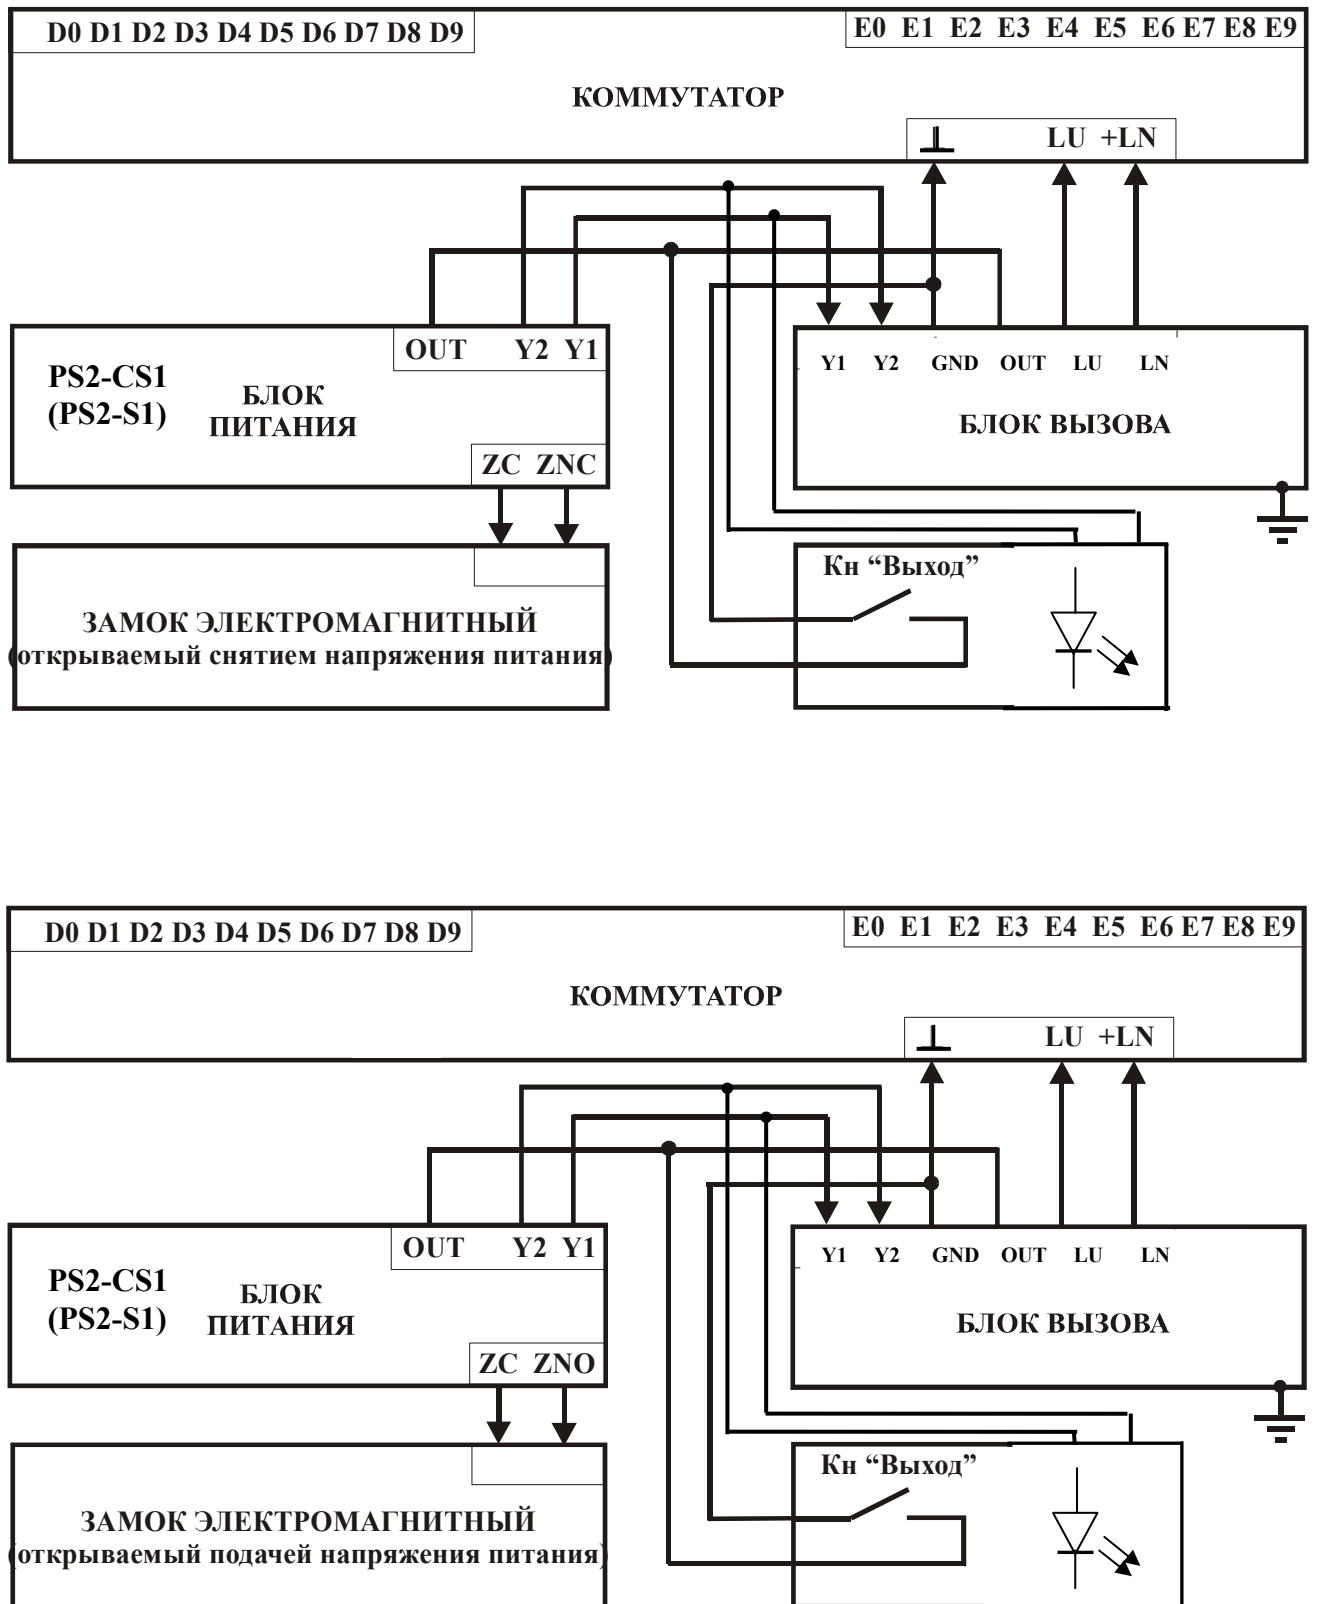 D0 D1 D2 D3 D4 D5 D6 D7 D8 D9
E0 E1 E2 E3 E4 E5 E6 E7 E8 E9
КОММУТАТОР
LU +LN
OUT Y2 Y1
PS2-CS1
(PS2-S1)
БЛОК
ПИТАНИЯ
ZC ZNC
Y1 Y2 GND OUT LU LN
БЛОК ВЫЗОВА
ЗАМОК ЭЛЕКТРОМАГНИТНЫЙ
(открываемый снятием напряжения питания)
Кн “Выход”
D0 D1 D2 D3 D4 D5 D6 D7 D8 D9
E0 E1 E2 E3 E4 E5 E6 E7 E8 E9
КОММУТАТОР
LU +LN
OUT Y2 Y1
PS2-CS1
(PS2-S1)
БЛОК
ПИТАНИЯ
ZC ZNO
Y1 Y2 GND OUT LU LN
БЛОК ВЫЗОВА
ЗАМОК ЭЛЕКТРОМАГНИТНЫЙ
(открываемый подачей напряжения питания)
Кн “Выход”